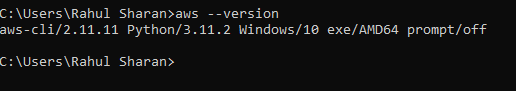 C:\Users\Rahul Sharan>aws --version
aws-cli/2.11.11 Python/3.11.2 Windows/10 exe/AMD64 prompt/off
C:\Users\Rahul Sharan>